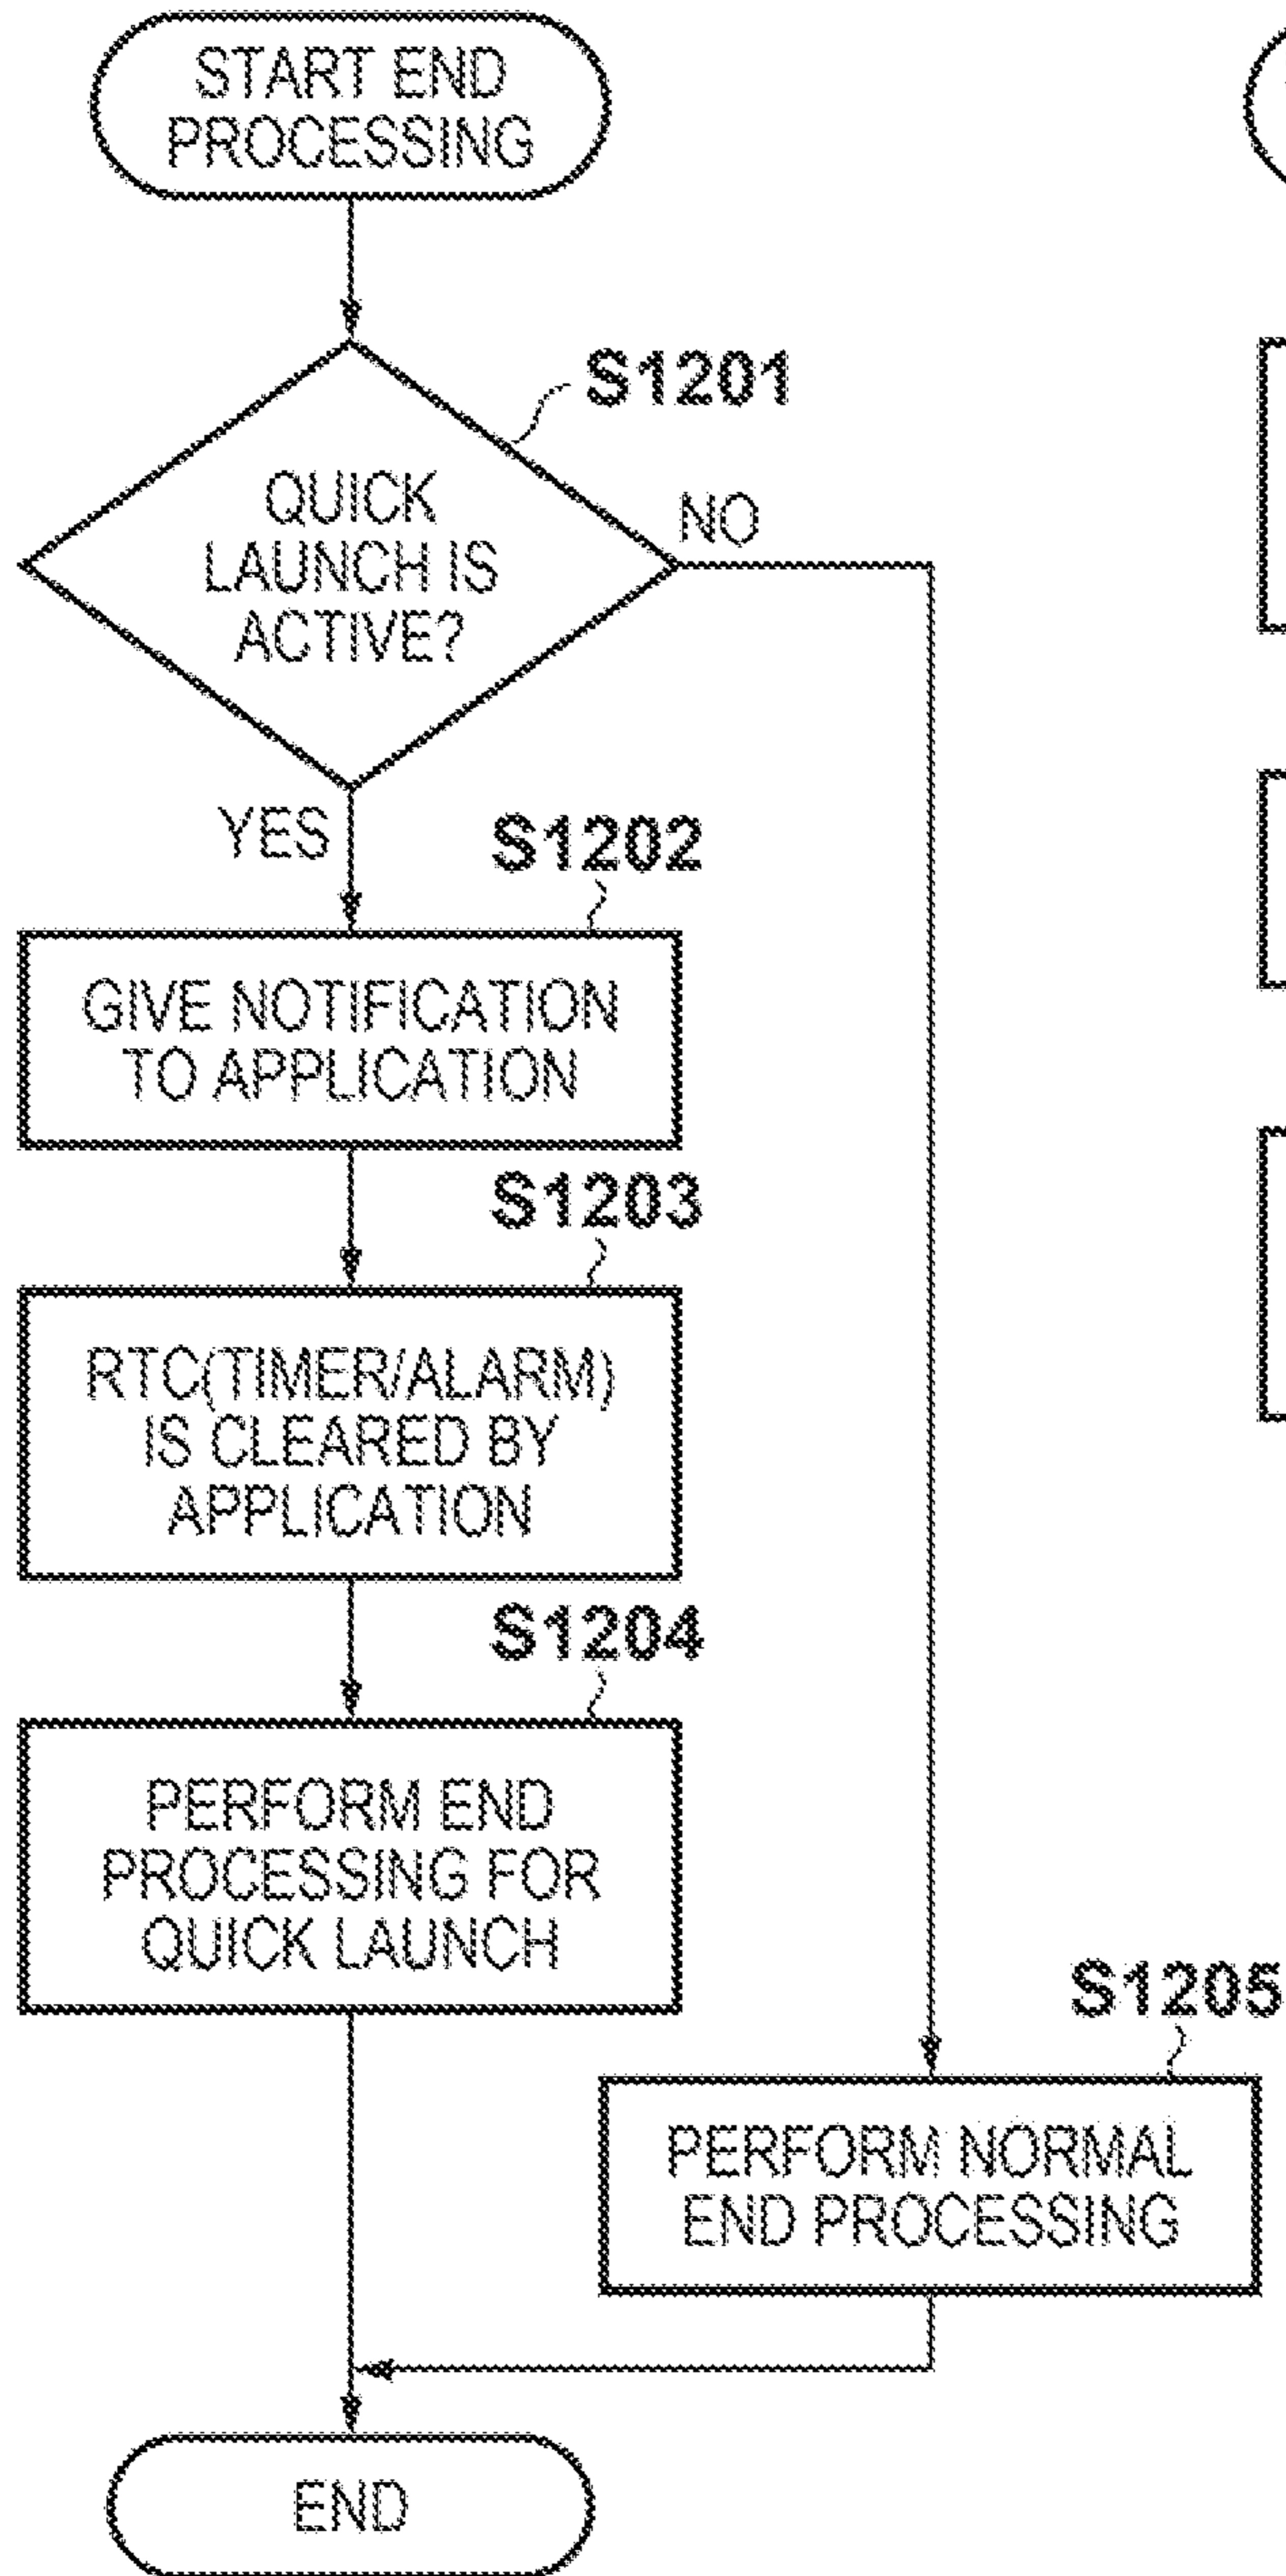 START END
PROCESSING
S1201
QUICK
LAUNCH IS
ACTIVE?
NO
YES
S1202
GIVE NOTIFICATION
TO APPLICATION
S1203
RTC(TIMER/ALARM)
IS CLEARED BY
APPLICATION
S1204
PERFORM END
PROCESSING FOR
QUICK LAUNCH
S1205
PERFORM NORMAL
END PROCESSING
END